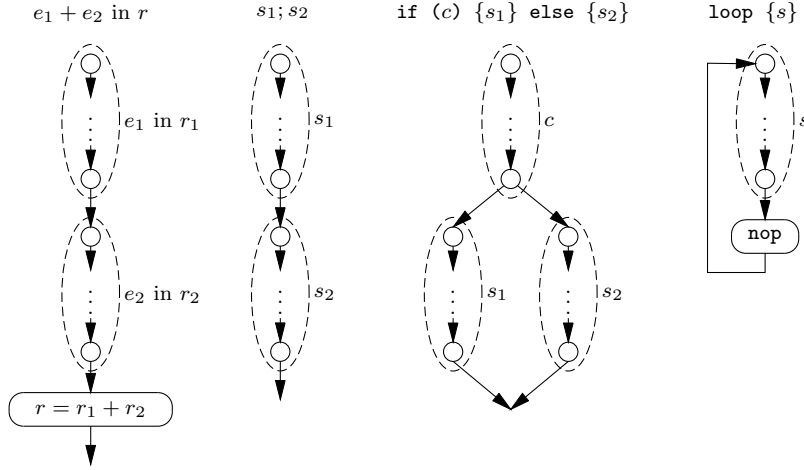 e₁ + e₂ in r
s₁; s₂
if (c) {s₁} else {s₂}
loop {s}
e₁ in r₁
s₁
c
s
nop
e₂ in r₂
s₂
s₁
s₂
r = r₁ + r₂